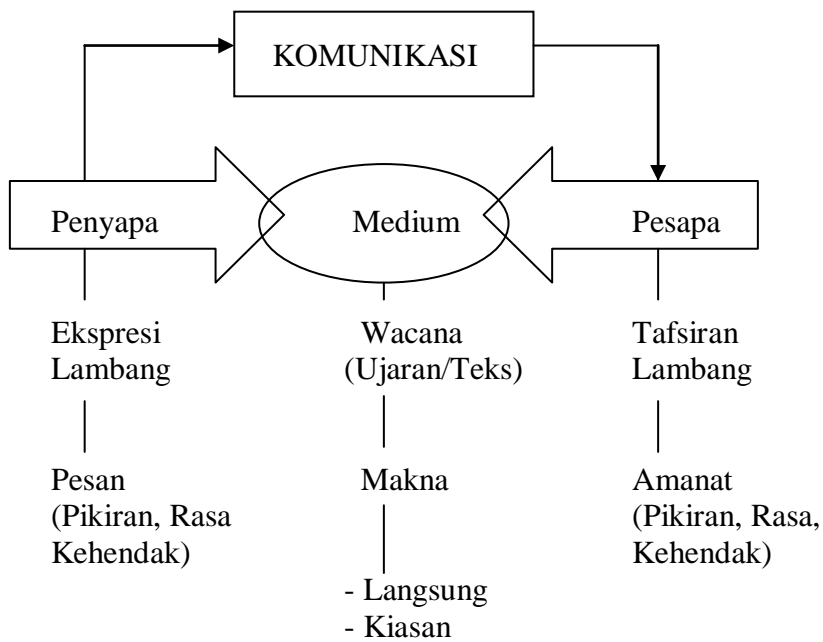 KOMUNIKASI
Penyapa
Medium
Pesapa
Ekspresi
Lambang
Wacana
(Ujaran/Teks)
Tafsiran
Lambang
Pesan
(Pikiran, Rasa
Kehendak)
Makna
Amanat
(Pikiran, Rasa,
Kehendak)
- Langsung
- Kiasan